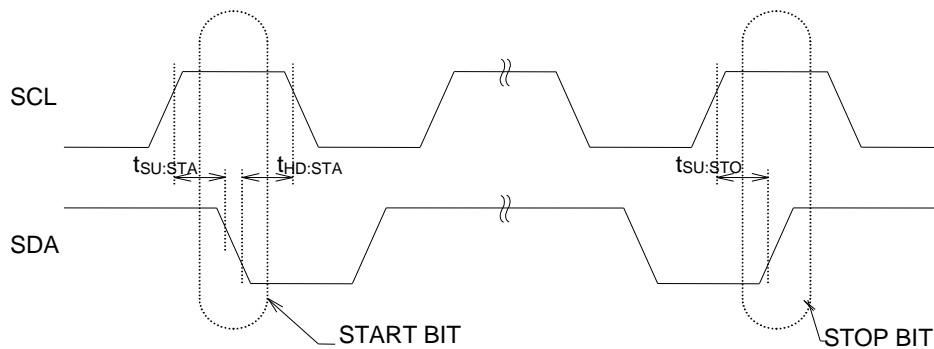 SCL
tSU:STA
tHD:STA
tSU:STO
SDA
START BIT
STOP BIT